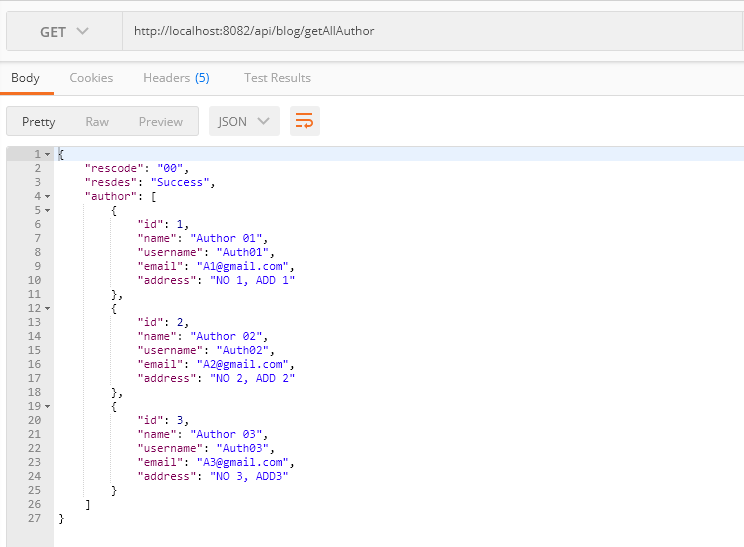 GET http://localhost:8082/api/blog/getAllAuthor
Body Cookies Headers (5) Test Results
Pretty Raw Preview JSON
1 {
2 "rescode": "00",
3 "resdes": "Success",
4 "author": [
5 {
6 "id": 1,
7 "name": "Author 01",
8 "username": "Auth01",
9 "email": "A1@gmail.com",
10 "address": "NO 1, ADD 1"
11 },
12 {
13 "id": 2,
14 "name": "Author 02",
15 "username": "Auth02",
16 "email": "A2@gmail.com",
17 "address": "NO 2, ADD 2"
18 },
19 {
20 "id": 3,
21 "name": "Author 03",
22 "username": "Auth03",
23 "email": "A3@gmail.com",
24 "address": "NO 3, ADD3"
25 }
26 ]
27 }